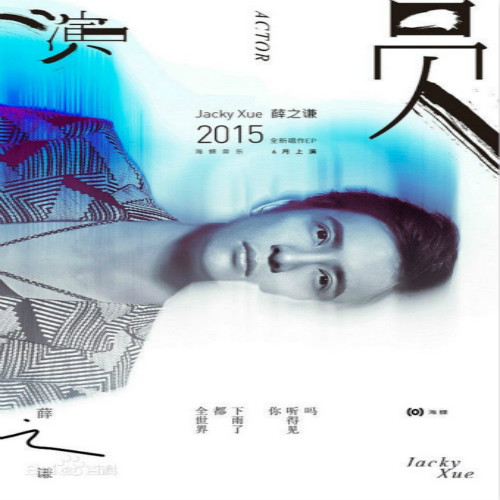 演员
ACTOR
Jacky Xue 薛之谦
2015 全新唱作EP
海蝶音乐 6月上演
全世界
都
下雨了
你
听得见
吗
海蝶
薛之谦
Jacky
Xue